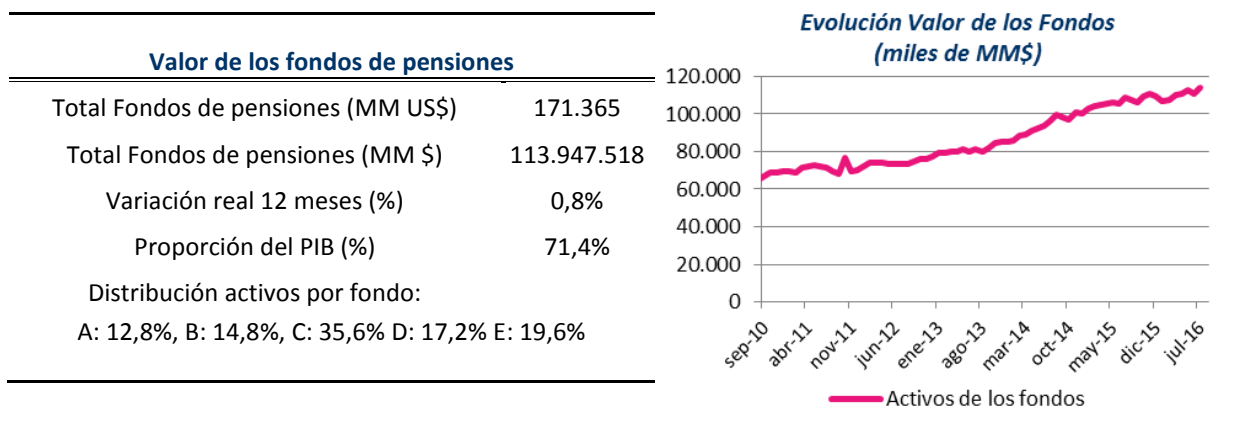 Valor de los fondos de pensiones
Total Fondos de pensiones (MM US$) 171.365
Total Fondos de pensiones (MM $) 113.947.518
Variación real 12 meses (%) 0,8%
Proporción del PIB (%) 71,4%
Distribución activos por fondo:
A: 12,8%, B: 14,8%, C: 35,6% D: 17,2% E: 19,6%
Evolución Valor de los Fondos
(miles de MM$)
120.000
100.000
80.000
60.000
40.000
20.000
0
sep-10 abr-11 nov-11 jun-12 ene-13 ago-13 mar-14 oct-14 may-15 dic-15 jul-16
Activos de los fondos